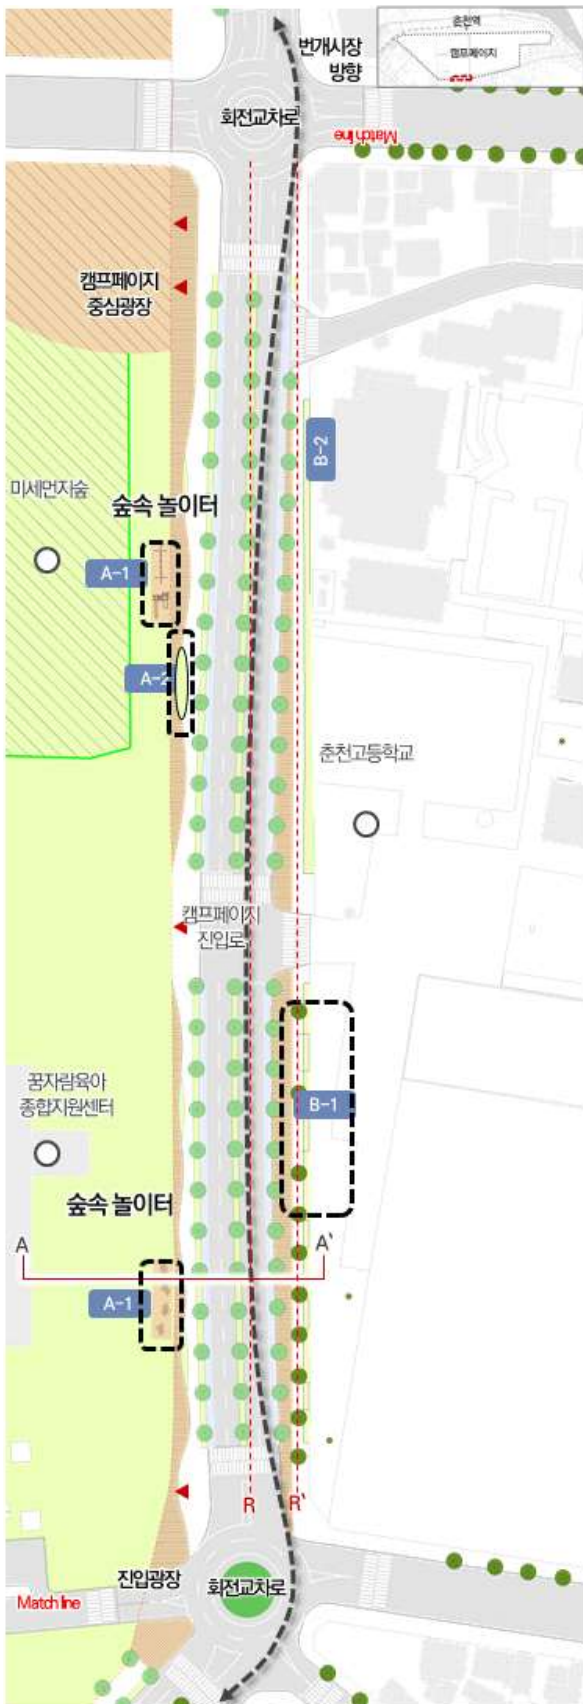 춘천역
캠프페이지
번개시장
방향
회전교차로
Match line
캠프페이지
중심광장
B-2
미세먼지숲
숲속 놀이터
A-1
A-2
춘천고등학교
캠프페이지
진입로
꿈자람육아
종합지원센터
B-1
숲속 놀이터
A
A`
A-1
R
R`
진입광장
회전교차로
Match line